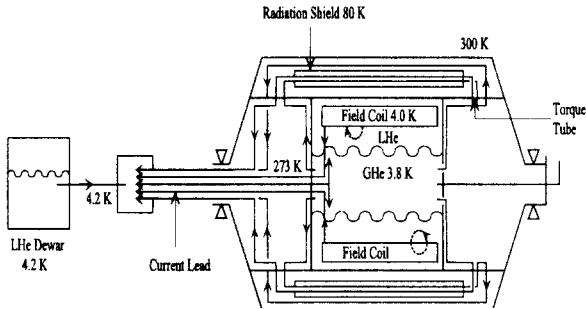 Radiation Shield 80 K
300 K
Field Coil 4.0 K
LHe
Torque
Tube
273 K
GHe 3.8 K
4.2 K
LHe Dewar
4.2 K
Current Lead
Field Coil